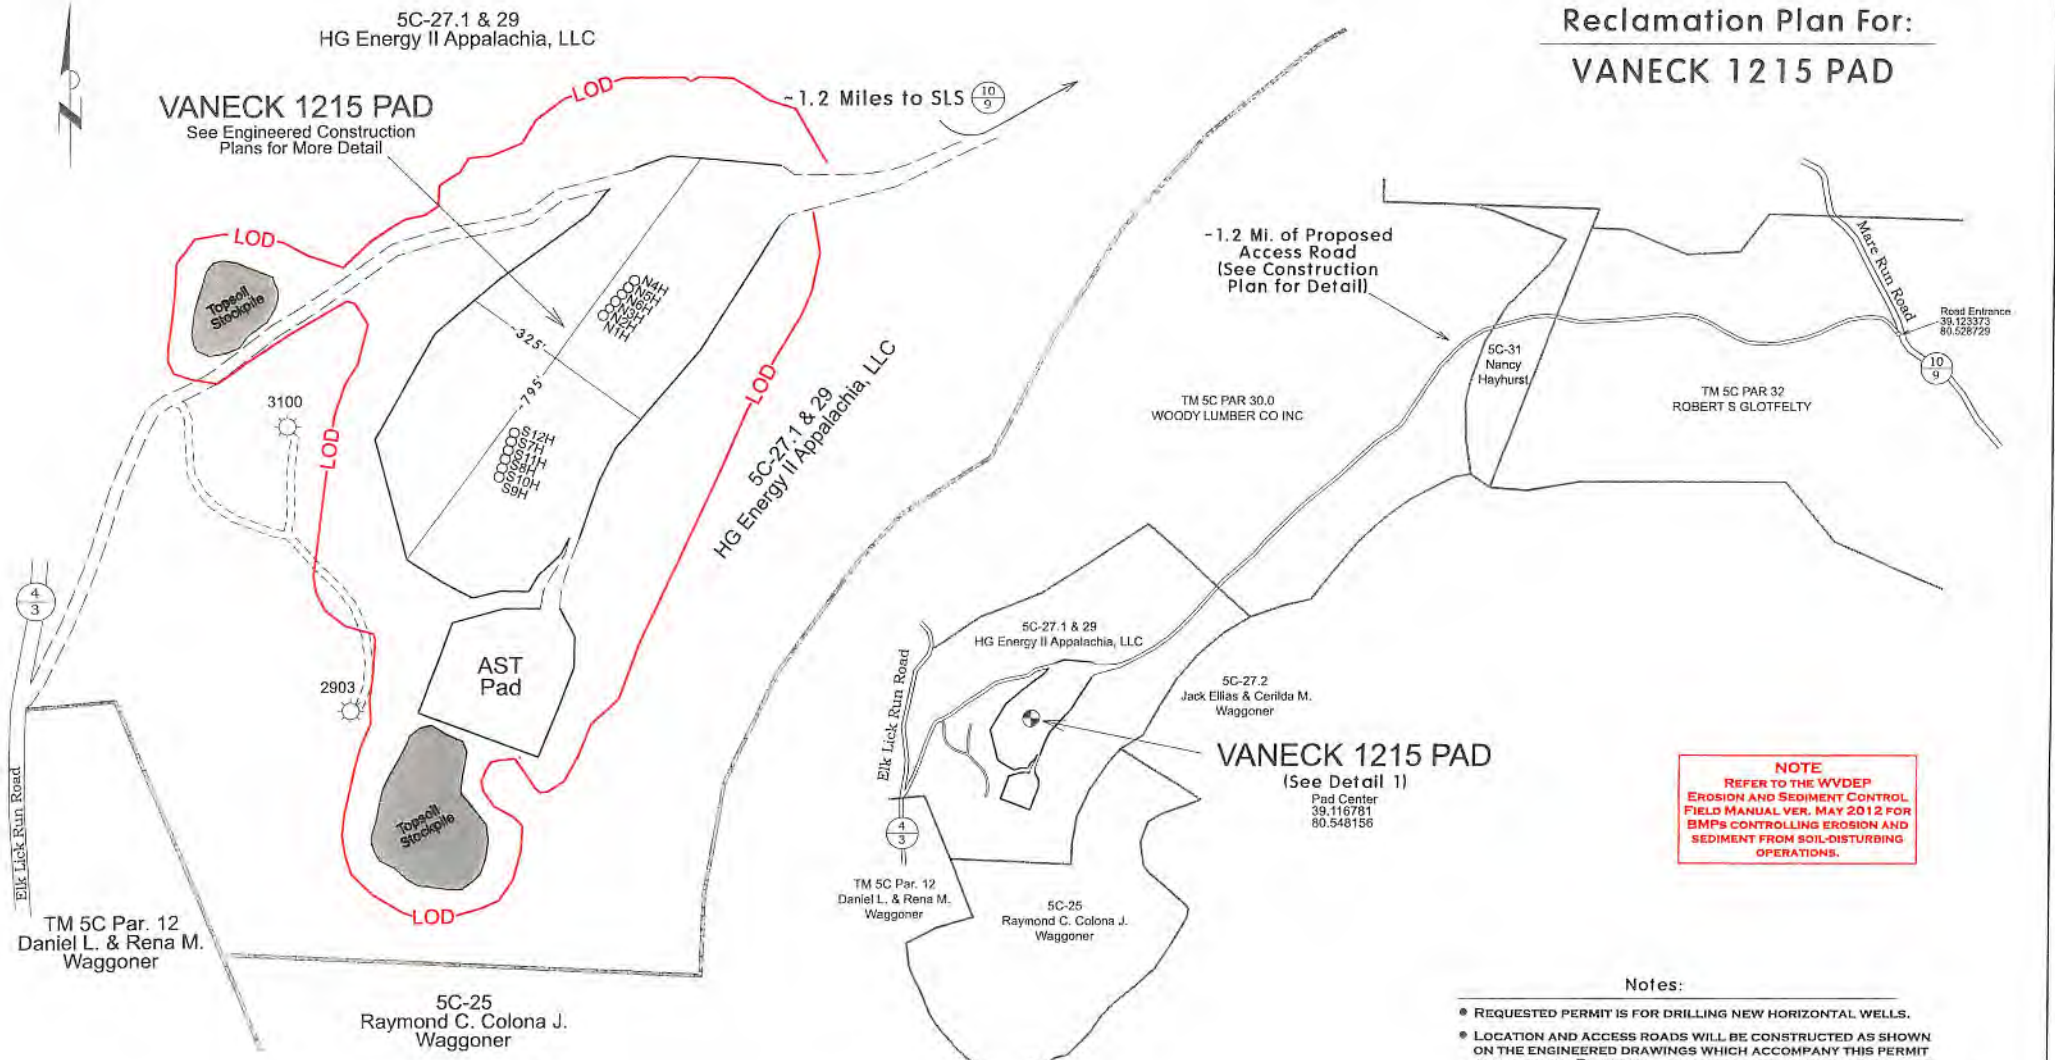 Reclamation Plan For:
VANECK 1215 PAD
5C-27.1 & 29
HG Energy II Appalachia, LLC
VANECK 1215 PAD
See Engineered Construction
Plans for More Detail
LOD
~1.2 Miles to SLS
10
9
LOD
Topsoil
Stockpile
N4H
N5H
N6H
N3H
N2H
N1H
~325'
~795'
S12H
S7H
S11H
S8H
S10H
S9H
3100
LOD
LOD
5C-27.1 & 29
HG Energy II Appalachia, LLC
4
3
2903
AST
Pad
Topsoil
Stockpile
LOD
Elk Lick Run Road
TM 5C Par. 12
Daniel L. & Rena M.
Waggoner
5C-25
Raymond C. Colona J.
Waggoner
~1.2 Mi. of Proposed
Access Road
(See Construction
Plan for Detail)
Mare Run Road
Road Entrance
39.123373
80.528729
10
9
5C-31
Nancy
Hayhurst
TM 5C PAR 30.0
WOODY LUMBER CO INC
TM 5C PAR 32
ROBERT S GLOTFELTY
5C-27.1 & 29
HG Energy II Appalachia, LLC
5C-27.2
Jack Ellias & Cerilda M.
Waggoner
Elk Lick Run Road
VANECK 1215 PAD
(See Detail 1)
Pad Center
39.116781
80.548156
4
3
TM 5C Par. 12
Daniel L. & Rena M.
Waggoner
5C-25
Raymond C. Colona J.
Waggoner
NOTE
REFER TO THE WVDEP
EROSION AND SEDIMENT CONTROL
FIELD MANUAL VER. MAY 2012 FOR
BMPS CONTROLLING EROSION AND
SEDIMENT FROM SOIL-DISTURBING
OPERATIONS.
Notes:
• REQUESTED PERMIT IS FOR DRILLING NEW HORIZONTAL WELLS.
• LOCATION AND ACCESS ROADS WILL BE CONSTRUCTED AS SHOWN
ON THE ENGINEERED DRAWINGS WHICH ACCOMPANY THIS PERMIT